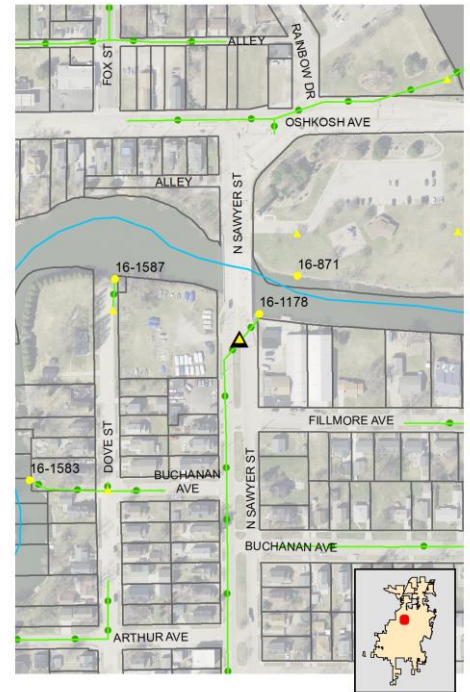 ALLEY
FOX ST
RAINBOW DR
OSHKOSH AVE
ALLEY
N SAWYER ST
16-1587
16-871
16-1178
FILLMORE AVE
DOVE ST
16-1583
BUCHANAN
AVE
N SAWYER ST
BUCHANAN AVE
ARTHUR AVE